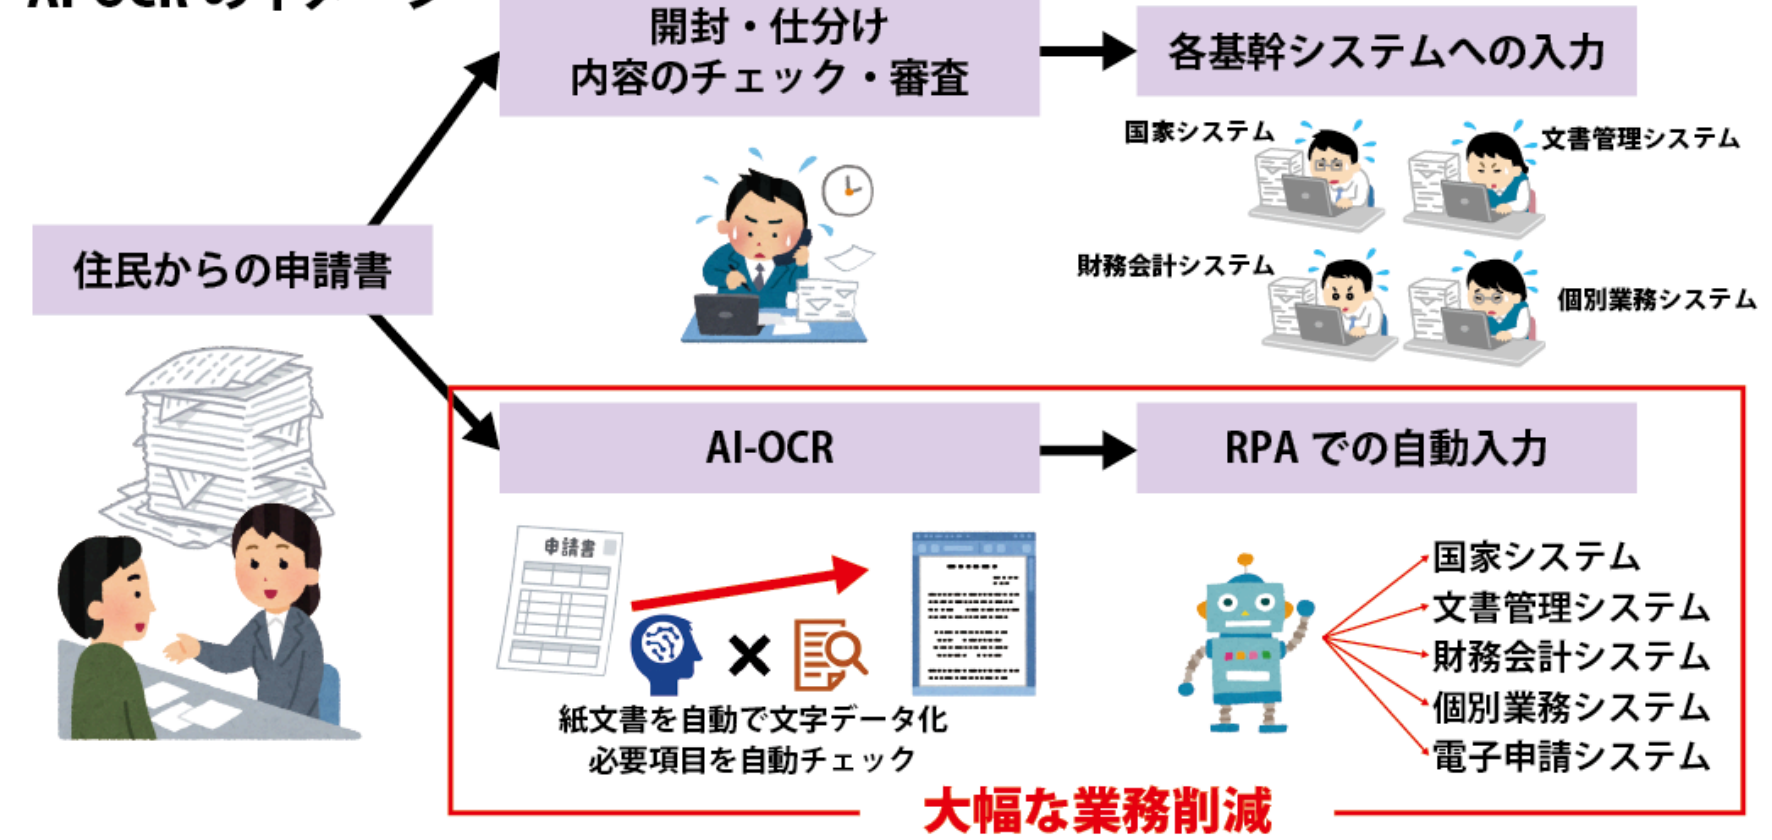 開封・仕分け
内容のチェック・審査
各基幹システムへの入力
国家システム
文書管理システム
財務会計システム
個別業務システム
住民からの申請書
AI-OCR
RPA での自動入力
申請書
紙文書を自動で文字データ化
必要項目を自動チェック
国家システム
文書管理システム
財務会計システム
個別業務システム
電子申請システム
大幅な業務削減